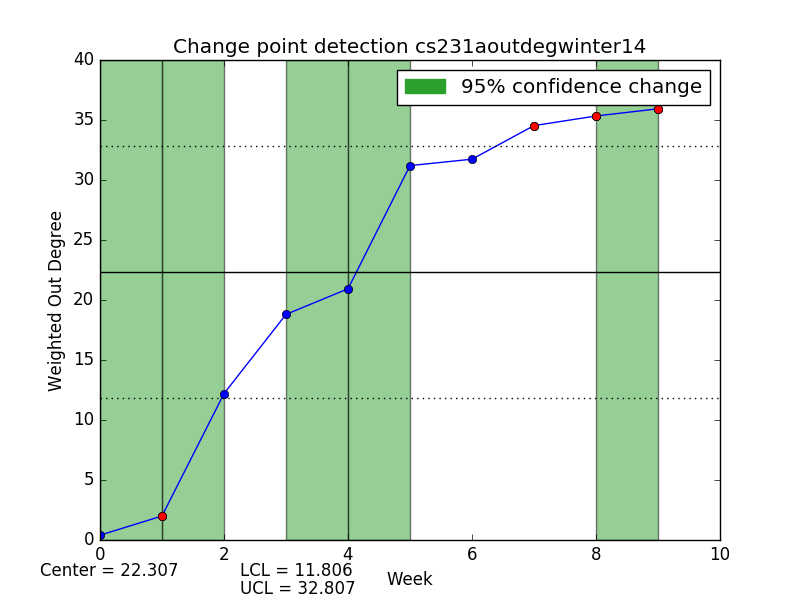 Change point detection cs231aoutdegwinter14
95% confidence change
40
35
30
25
20
15
10
5
0
Weighted Out Degree
0 2 4 6 8 10
Week
Center = 22.307
LCL = 11.806
UCL = 32.807